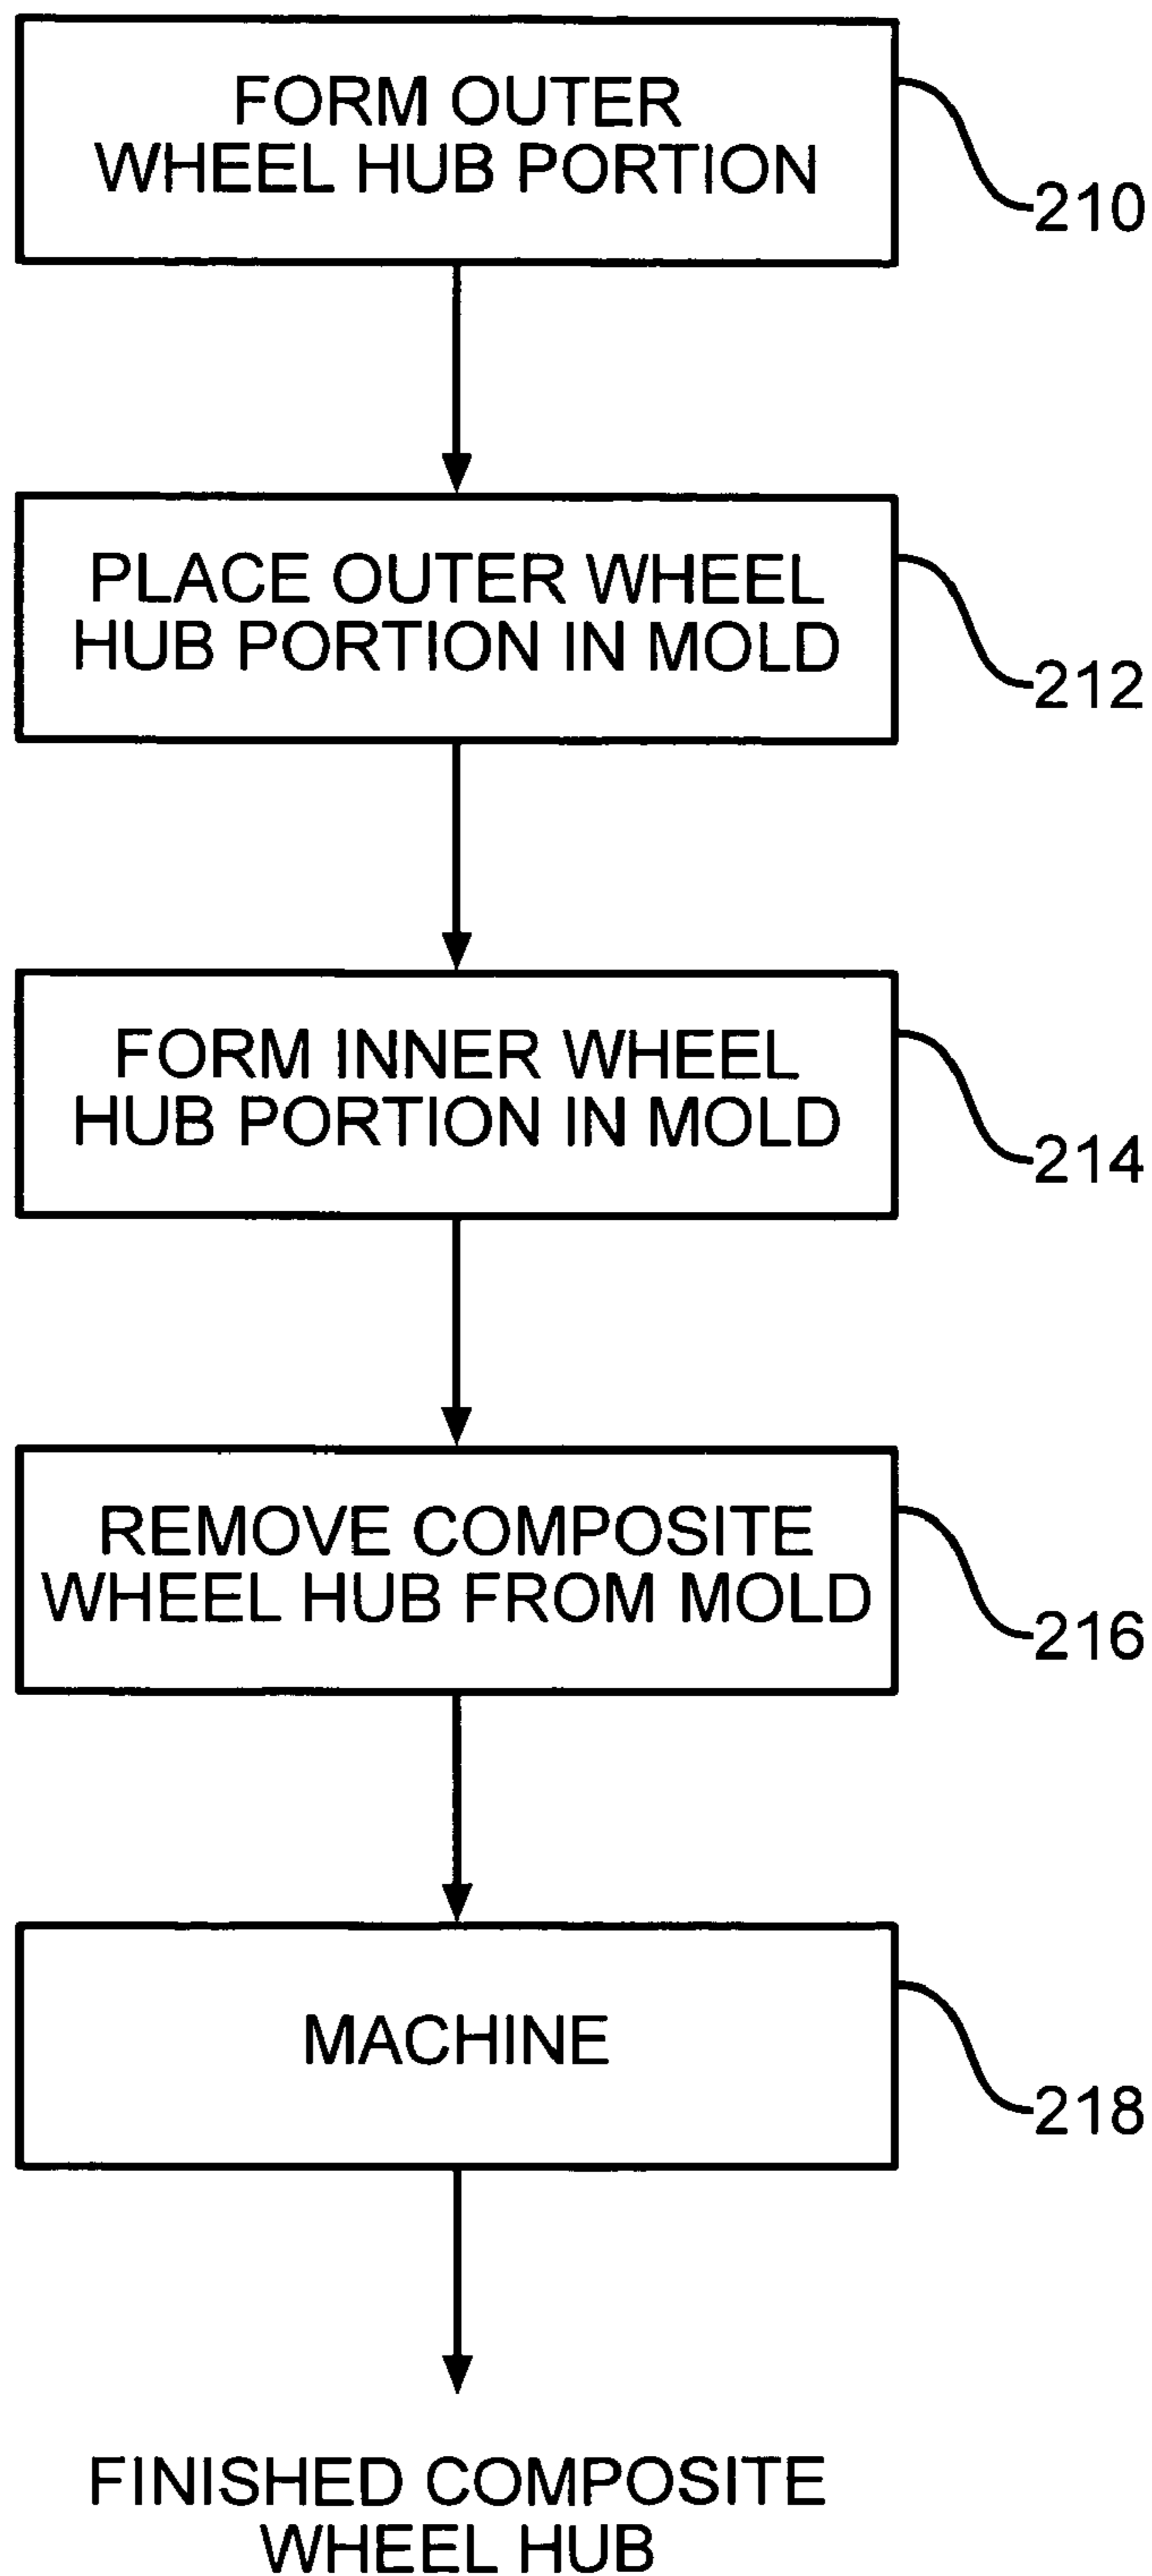 FORM OUTER
WHEEL HUB PORTION
210
PLACE OUTER WHEEL
HUB PORTION IN MOLD
212
FORM INNER WHEEL
HUB PORTION IN MOLD
214
REMOVE COMPOSITE
WHEEL HUB FROM MOLD
216
MACHINE
218
FINISHED COMPOSITE
WHEEL HUB